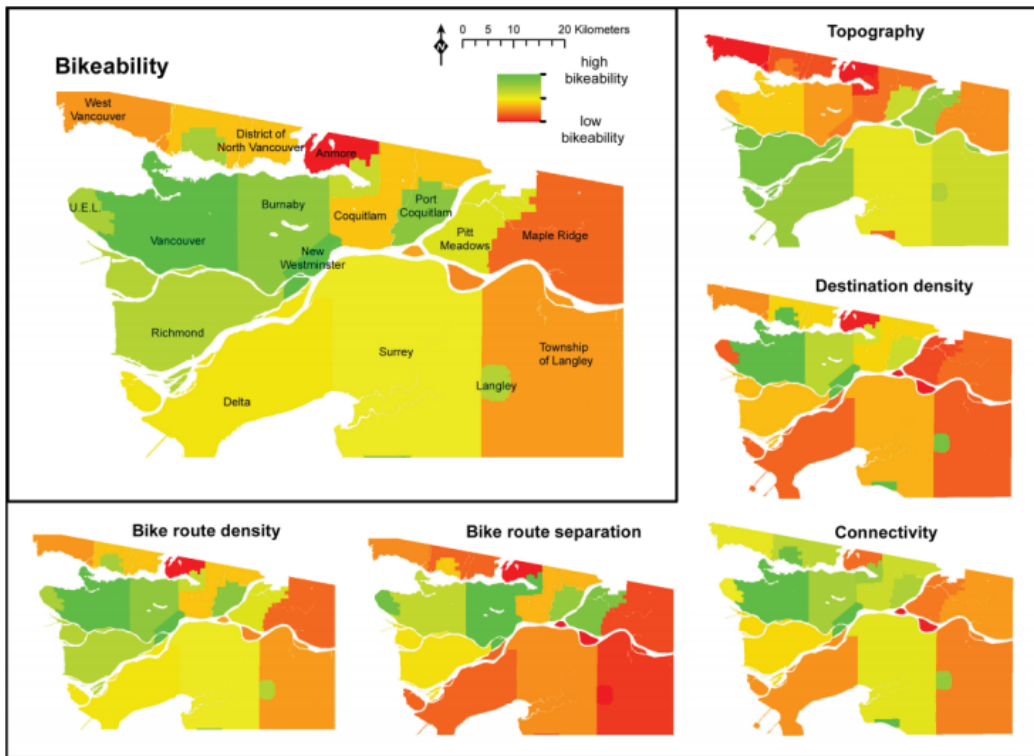 0 5 10 20 Kilometers
N
Bikeability
high
bikeability
low
bikeability
West
Vancouver
District of
North Vancouver
Anmore
U.E.L.
Burnaby
Vancouver
Coquitlam
Port
Coquitlam
New
Westminster
Pitt
Meadows
Maple Ridge
Richmond
Surrey
Township
of Langley
Langley
Delta
Topography
Destination density
Bike route density
Bike route separation
Connectivity